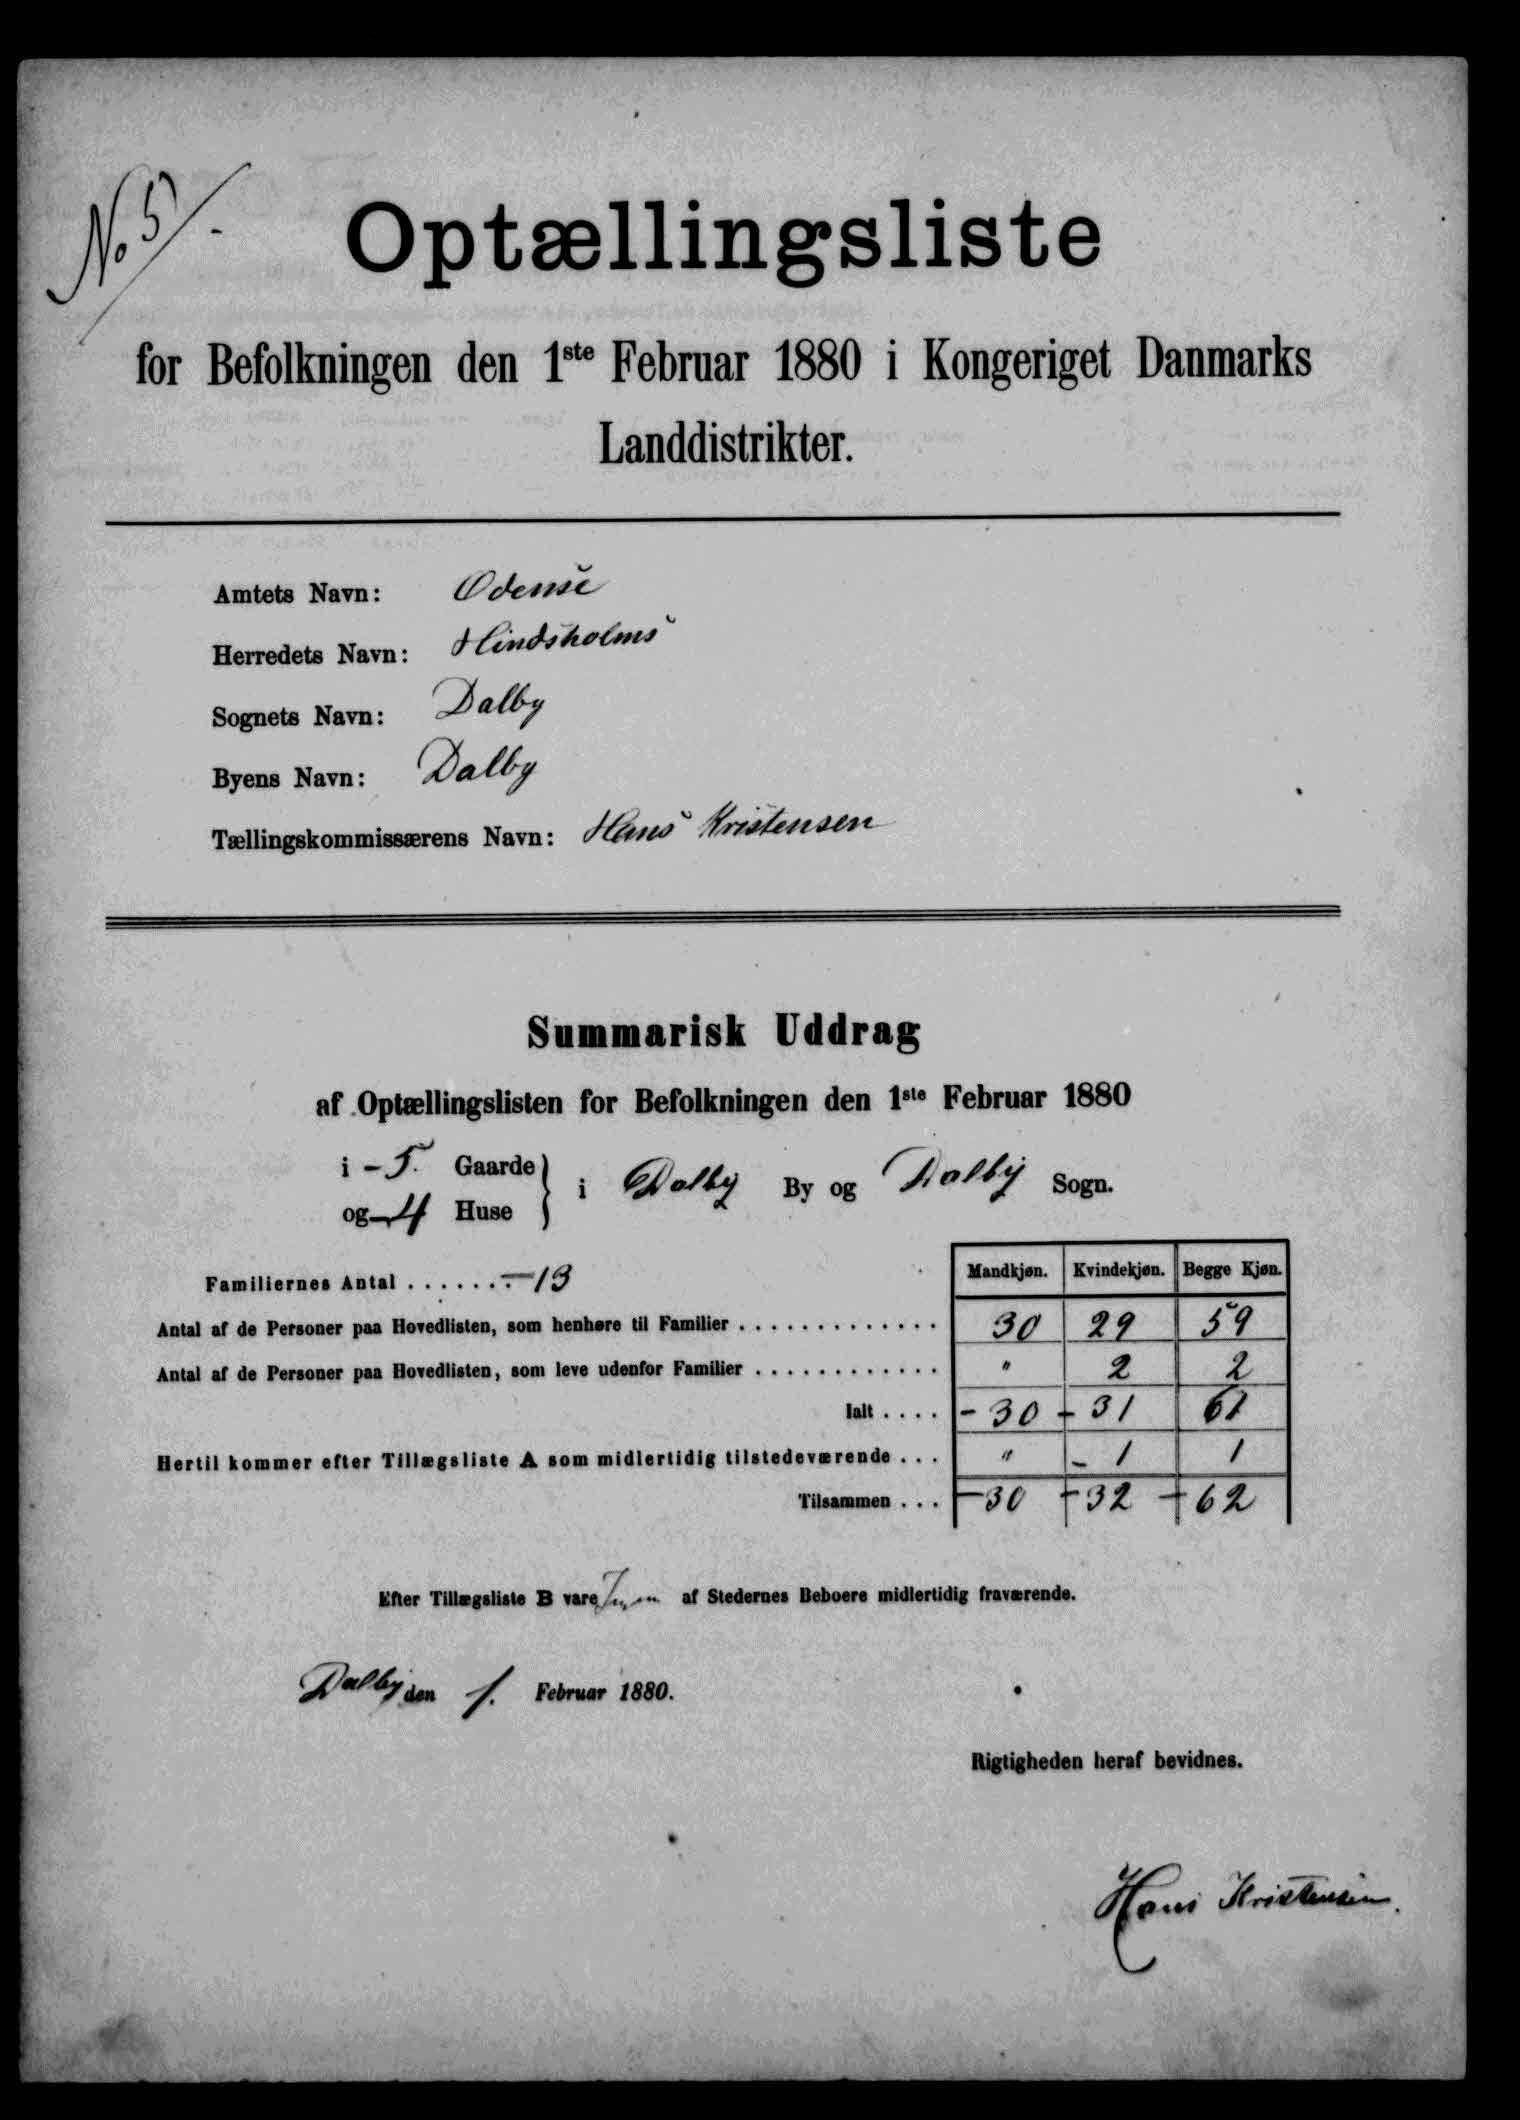 No 5
Optællingsliste
for Befolkningen den 1ste Februar 1880 i Kongeriget Danmarks
Landdistrikter.
Amtets Navn: Odense
Herredets Navn: Hindsholms
Sognets Navn: Dalby
Byens Navn: Dalby
Tællingskommissærens Navn: Hans Kristensen
Summarisk Uddrag
af Optællingslisten for Befolkningen den 1ste Februar 1880
i - 5. Gaarde
og - 4 Huse } i Dalby By og Dalby Sogn.
Mandkjøn. Kvindekjøn. Begge Kjøn.
Familiernes Antal . . . . . . . - 13
Antal af de Personer paa Hovedlisten, som henhøre til Familier . . . . . . . . . . . . . 30 29 59
Antal af de Personer paa Hovedlisten, som leve udenfor Familier . . . . . . . . . . . . " 2 2
Ialt . . . . - 30 - 31 61
Hertil kommer efter Tillægsliste A som midlertidig tilstedeværende . . . " - 1 1
Tilsammen . . . - 30 - 32 - 62
Efter Tillægsliste B vare Ingen af Stedernes Beboere midlertidig fraværende.
Dalby den 1. Februar 1880.
Rigtigheden heraf bevidnes.
Hans Kristensen.